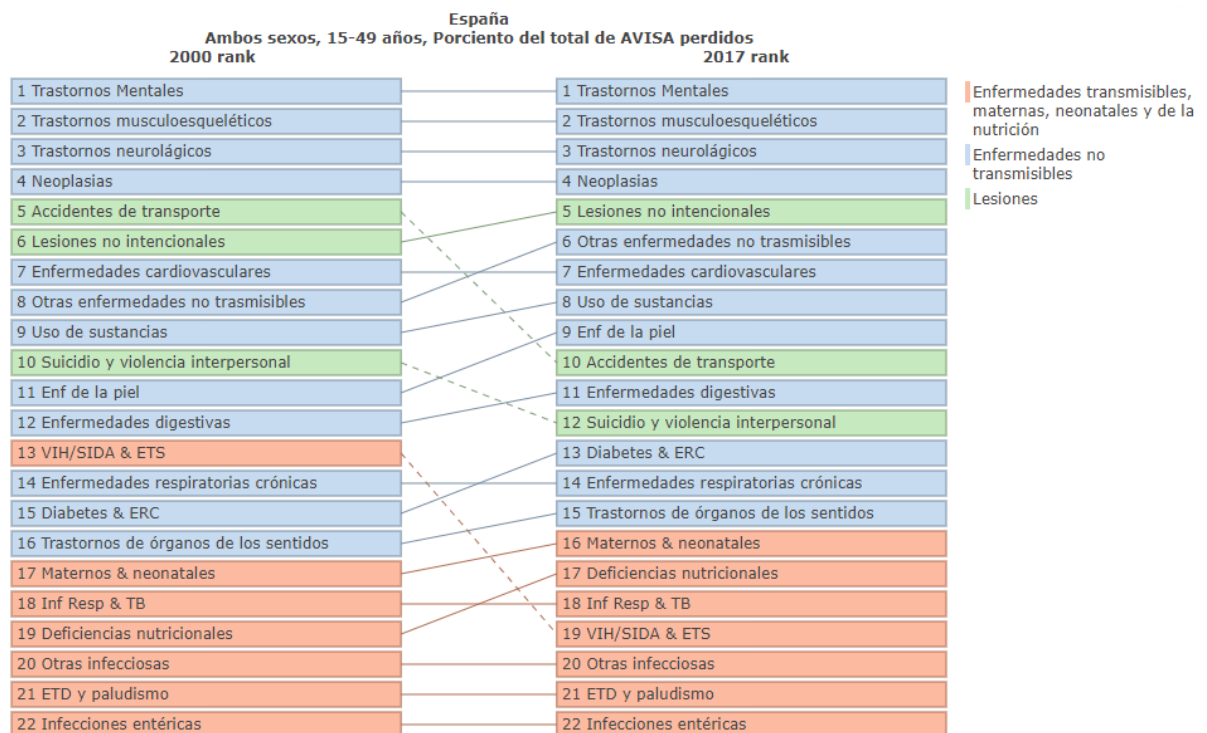 España
Ambos sexos, 15-49 años, Porciento del total de AVISA perdidos
2000 rank
2017 rank
1 Trastornos Mentales
2 Trastornos musculoesqueléticos
3 Trastornos neurolágicos
4 Neoplasias
5 Accidentes de transporte
6 Lesiones no intencionales
7 Enfermedades cardiovasculares
8 Otras enfermedades no trasmisibles
9 Uso de sustancias
10 Suicidio y violencia interpersonal
11 Enf de la piel
12 Enfermedades digestivas
13 VIH/SIDA & ETS
14 Enfermedades respiratorias crónicas
15 Diabetes & ERC
16 Trastornos de órganos de los sentidos
17 Maternos & neonatales
18 Inf Resp & TB
19 Deficiencias nutricionales
20 Otras infecciosas
21 ETD y paludismo
22 Infecciones entéricas
1 Trastornos Mentales
2 Trastornos musculoesqueléticos
3 Trastornos neurolágicos
4 Neoplasias
5 Lesiones no intencionales
6 Otras enfermedades no trasmisibles
7 Enfermedades cardiovasculares
8 Uso de sustancias
9 Enf de la piel
10 Accidentes de transporte
11 Enfermedades digestivas
12 Suicidio y violencia interpersonal
13 Diabetes & ERC
14 Enfermedades respiratorias crónicas
15 Trastornos de órganos de los sentidos
16 Maternos & neonatales
17 Deficiencias nutricionales
18 Inf Resp & TB
19 VIH/SIDA & ETS
20 Otras infecciosas
21 ETD y paludismo
22 Infecciones entéricas
Enfermedades transmisibles,
maternas, neonatales y de la
nutrición
Enfermedades no
transmisibles
Lesiones